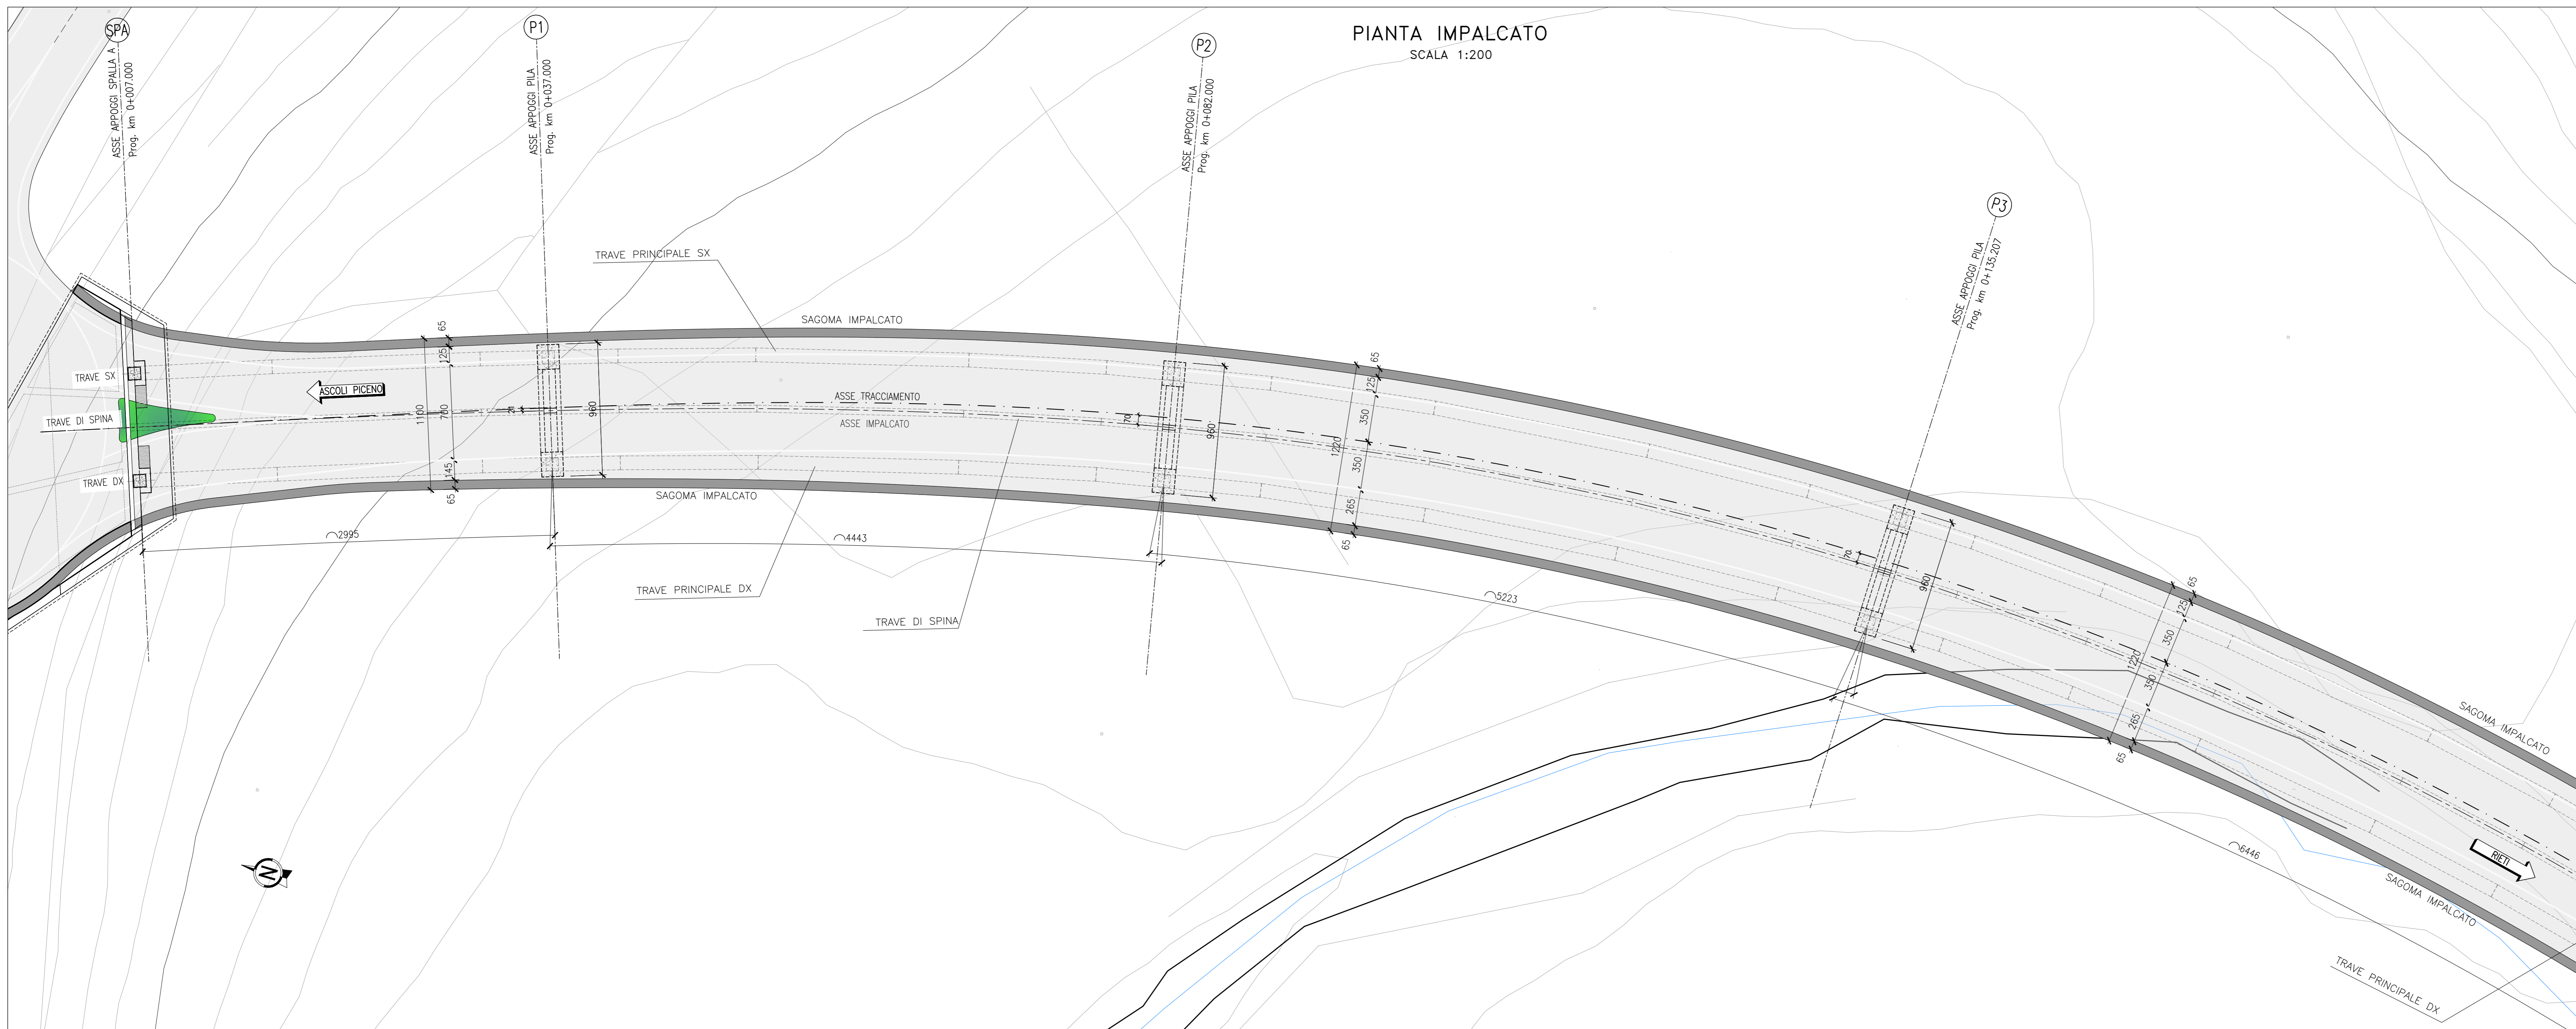 PIANTA IMPALCATO
SCALA 1:200
SPA
ASSE APPOGGI SPALLA A
Prog. km 0+007.000
P1
ASSE APPOGGI PILA
Prog. km 0+037.000
P2
ASSE APPOGGI PILA
Prog. km 0+082.000
P3
ASSE APPOGGI PILA
Prog. km 0+135.207
TRAVE PRINCIPALE SX
SAGOMA IMPALCATO
TRAVE SX
TRAVE DI SPINA
TRAVE DX
ASCOLI PICENO
65
125
1100
700
145
65
21
960
ASSE TRACCIAMENTO
ASSE IMPALCATO
SAGOMA IMPALCATO
70
960
65
125
350
1220
350
265
65
70
960
65
125
350
1220
350
265
65
2995
4443
5223
6446
TRAVE PRINCIPALE DX
TRAVE DI SPINA
SAGOMA IMPALCATO
RIETI
SAGOMA IMPALCATO
TRAVE PRINCIPALE DX
N